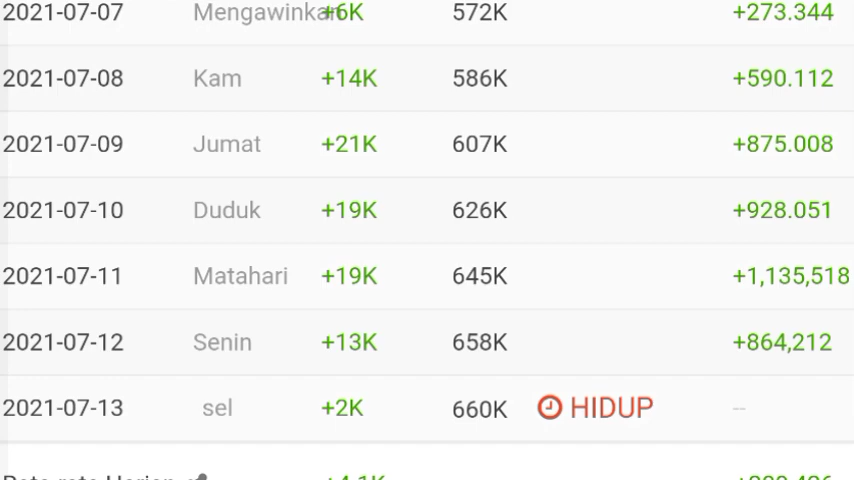 2021-07-07 Mengawinkan +6K 572K +273.344
2021-07-08 Kam +14K 586K +590.112
2021-07-09 Jumat +21K 607K +875.008
2021-07-10 Duduk +19K 626K +928.051
2021-07-11 Matahari +19K 645K +1,135,518
2021-07-12 Senin +13K 658K +864,212
2021-07-13 sel +2K 660K HIDUP --